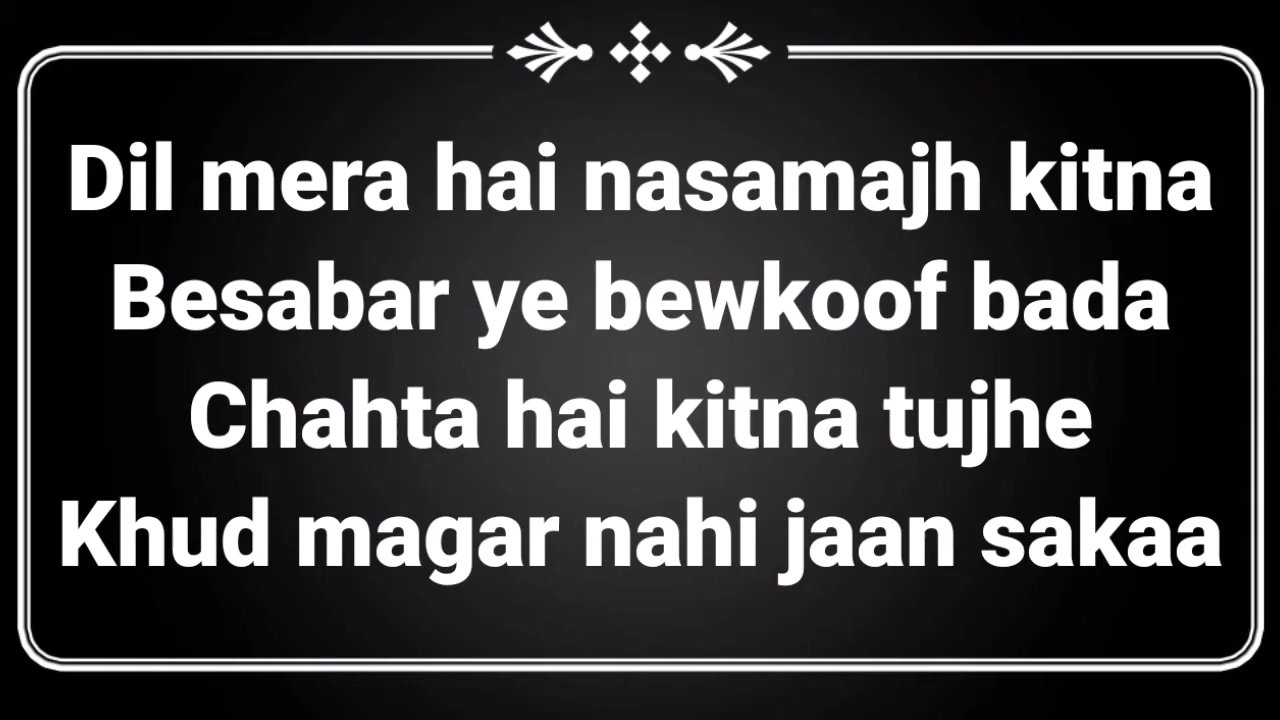 Dil mera hai nasamajh kitna
Besabar ye bewkoof bada
Chahta hai kitna tujhe
Khud magar nahi jaan sakaa